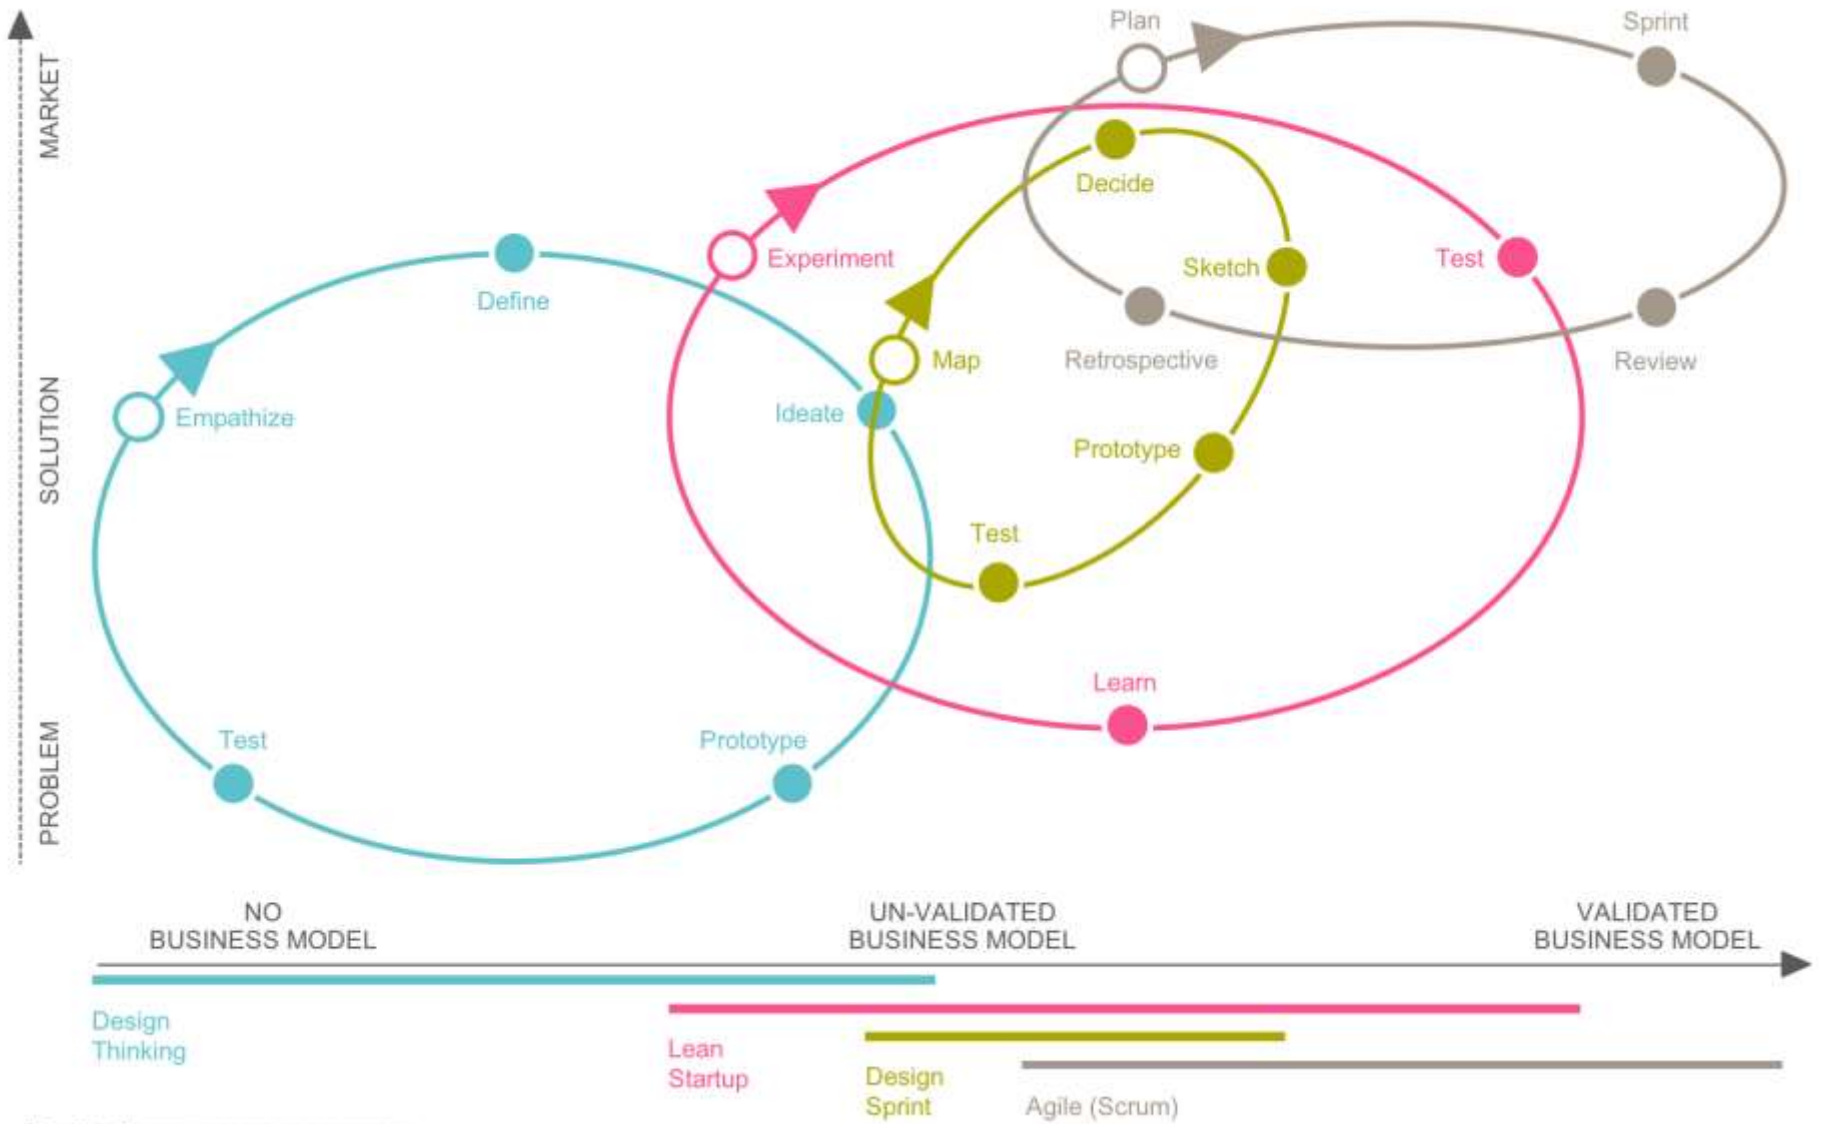 Plan
Sprint
MARKET
Decide
Experiment
Sketch
Test
Define
Map
Retrospective
Review
SOLUTION
Empathize
Ideate
Prototype
Test
Learn
PROBLEM
Test
Prototype
NO
BUSINESS MODEL
UN-VALIDATED
BUSINESS MODEL
VALIDATED
BUSINESS MODEL
Design
Thinking
Lean
Startup
Design
Sprint
Agile (Scrum)